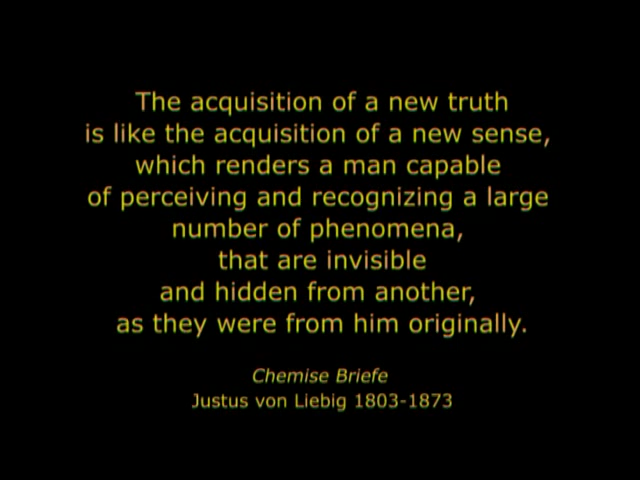 The acquisition of a new truth
is like the acquisition of a new sense,
which renders a man capable
of perceiving and recognizing a large
number of phenomena,
that are invisible
and hidden from another,
as they were from him originally.
Chemise Briefe
Justus von Liebig 1803-1873